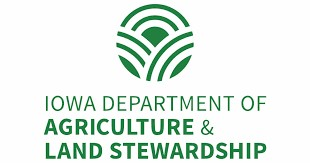 IOWA DEPARTMENT OF
AGRICULTURE &
LAND STEWARDSHIP